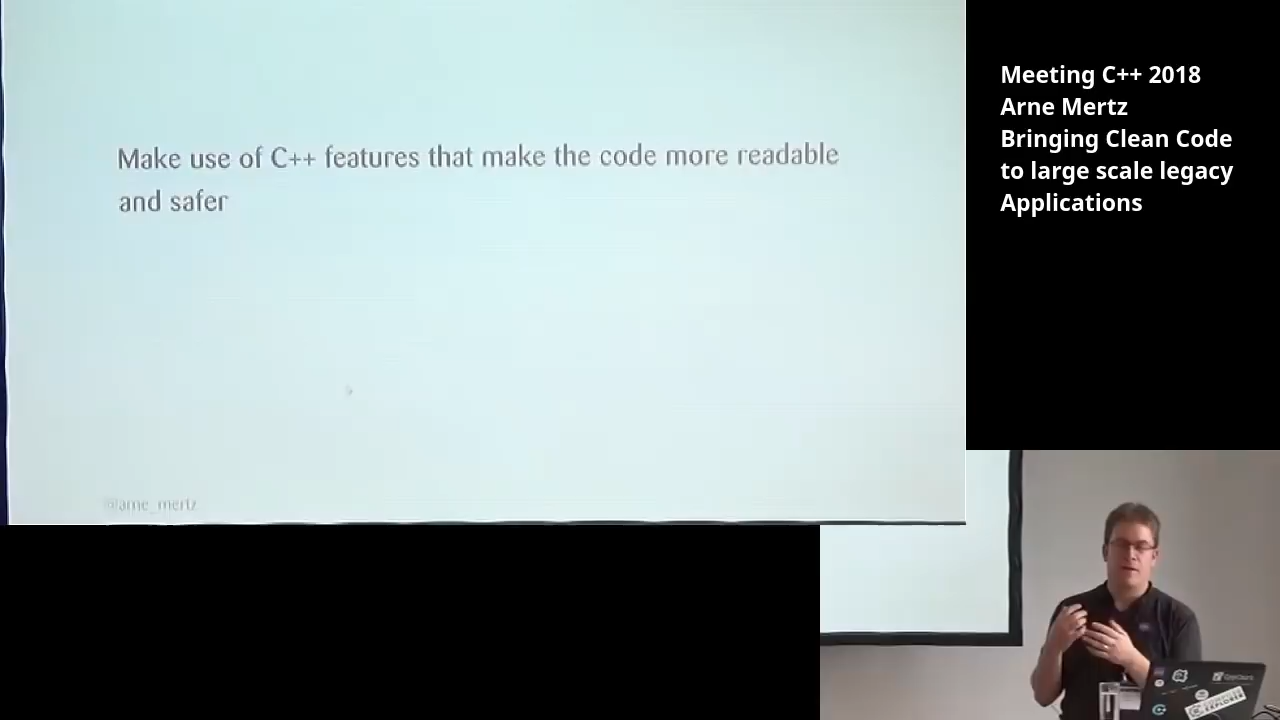 Make use of C++ features that make the code more readable
and safer
@arne_mertz
Meeting C++ 2018
Arne Mertz
Bringing Clean Code
to large scale legacy
Applications
EXPLORER